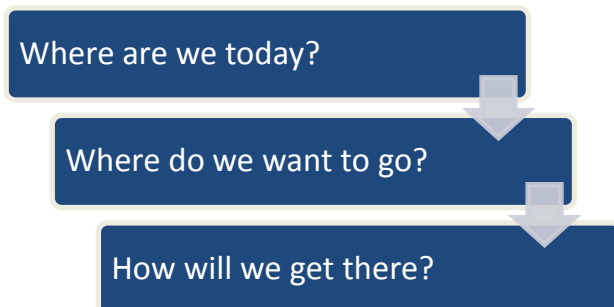 Where are we today?
Where do we want to go?
How will we get there?